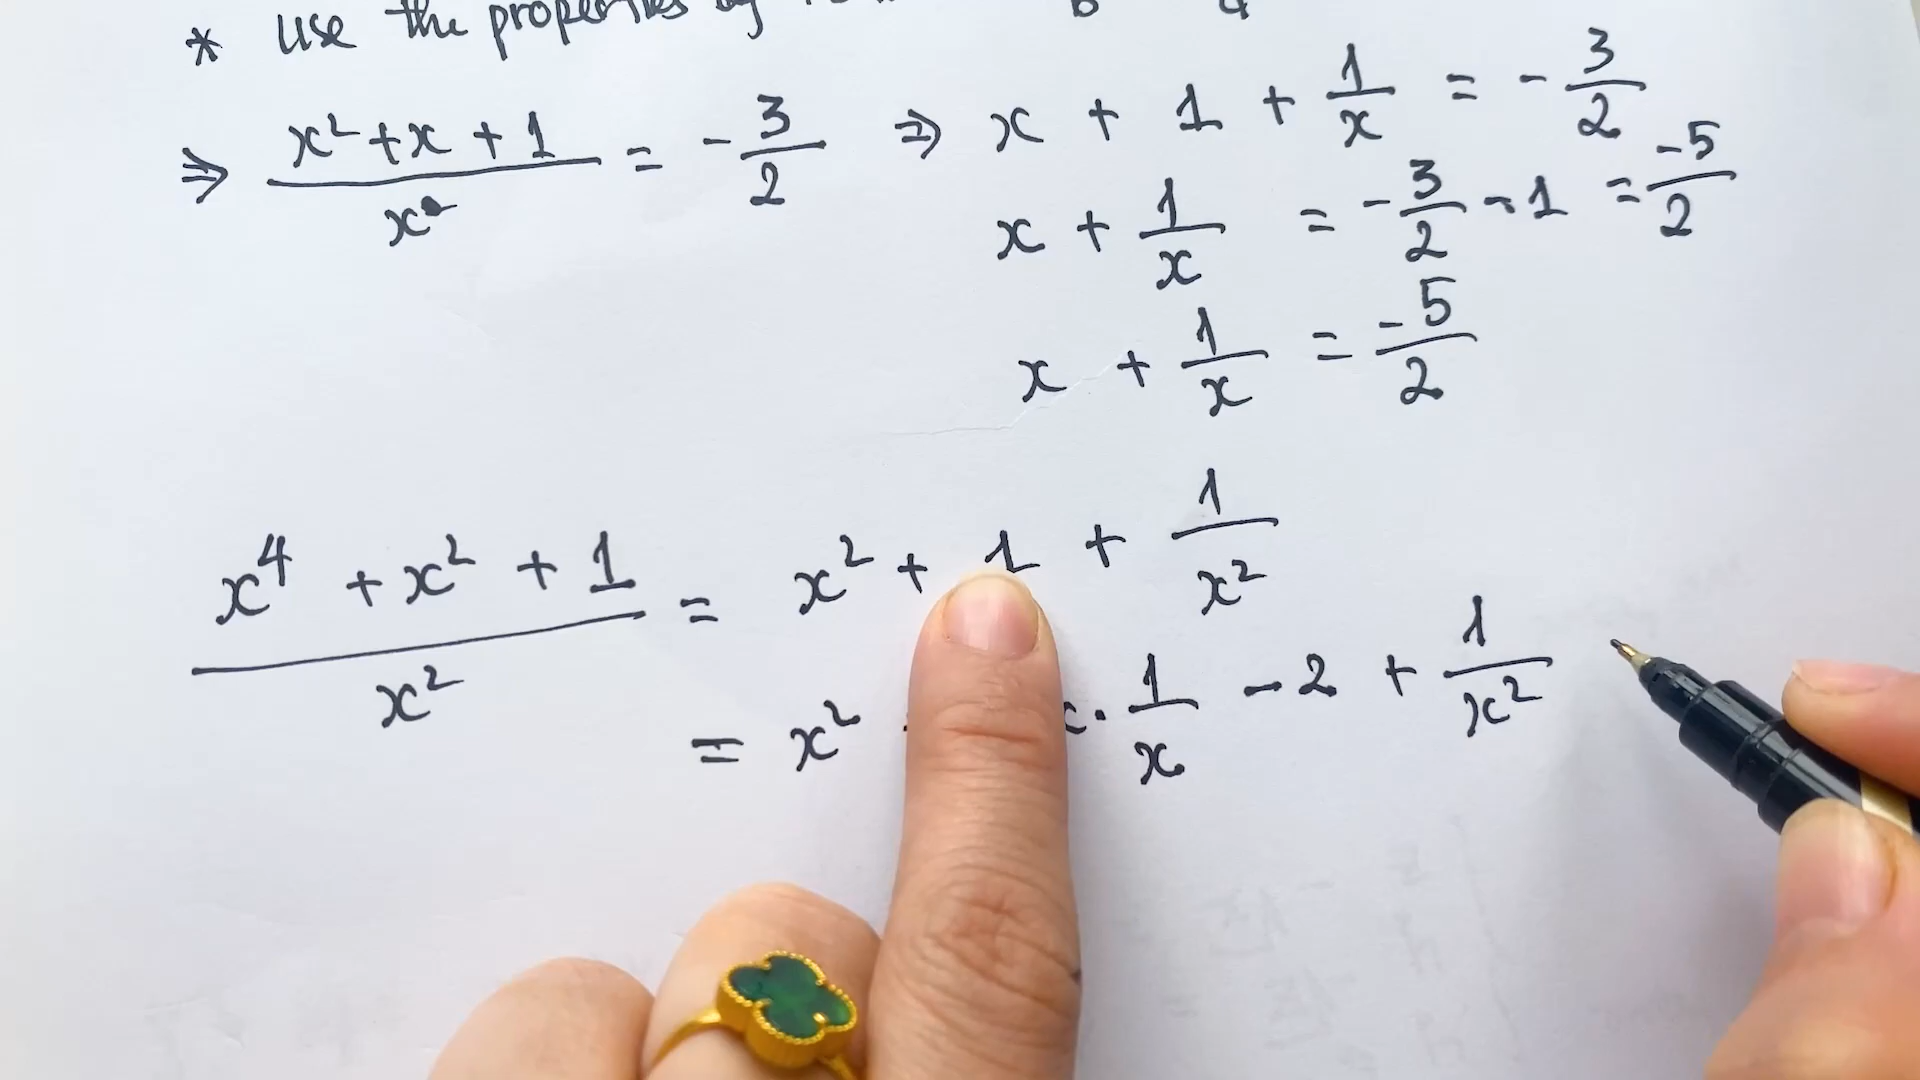 * use the properties
⇒ x² + x + 1 / x = - 3/2 ⇒ x + 1 + 1/x = - 3/2
x + 1/x = - 3/2 - 1 = -5/2
x + 1/x = -5/2
x⁴ + x² + 1 / x² = x² + 1 + 1/x²
= x² · 1/x - 2 + 1/x²